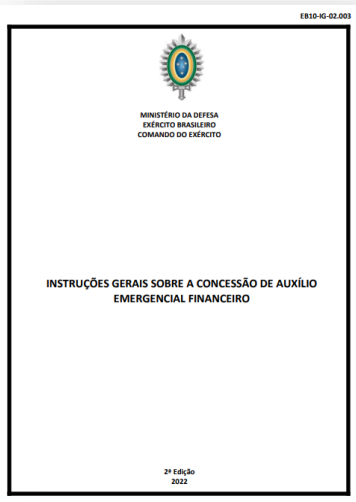 EB10-IG-02.003
MINISTÉRIO DA DEFESA
EXÉRCITO BRASILEIRO
COMANDO DO EXÉRCITO
INSTRUÇÕES GERAIS SOBRE A CONCESSÃO DE AUXÍLIO
EMERGENCIAL FINANCEIRO
2ª Edição
2022